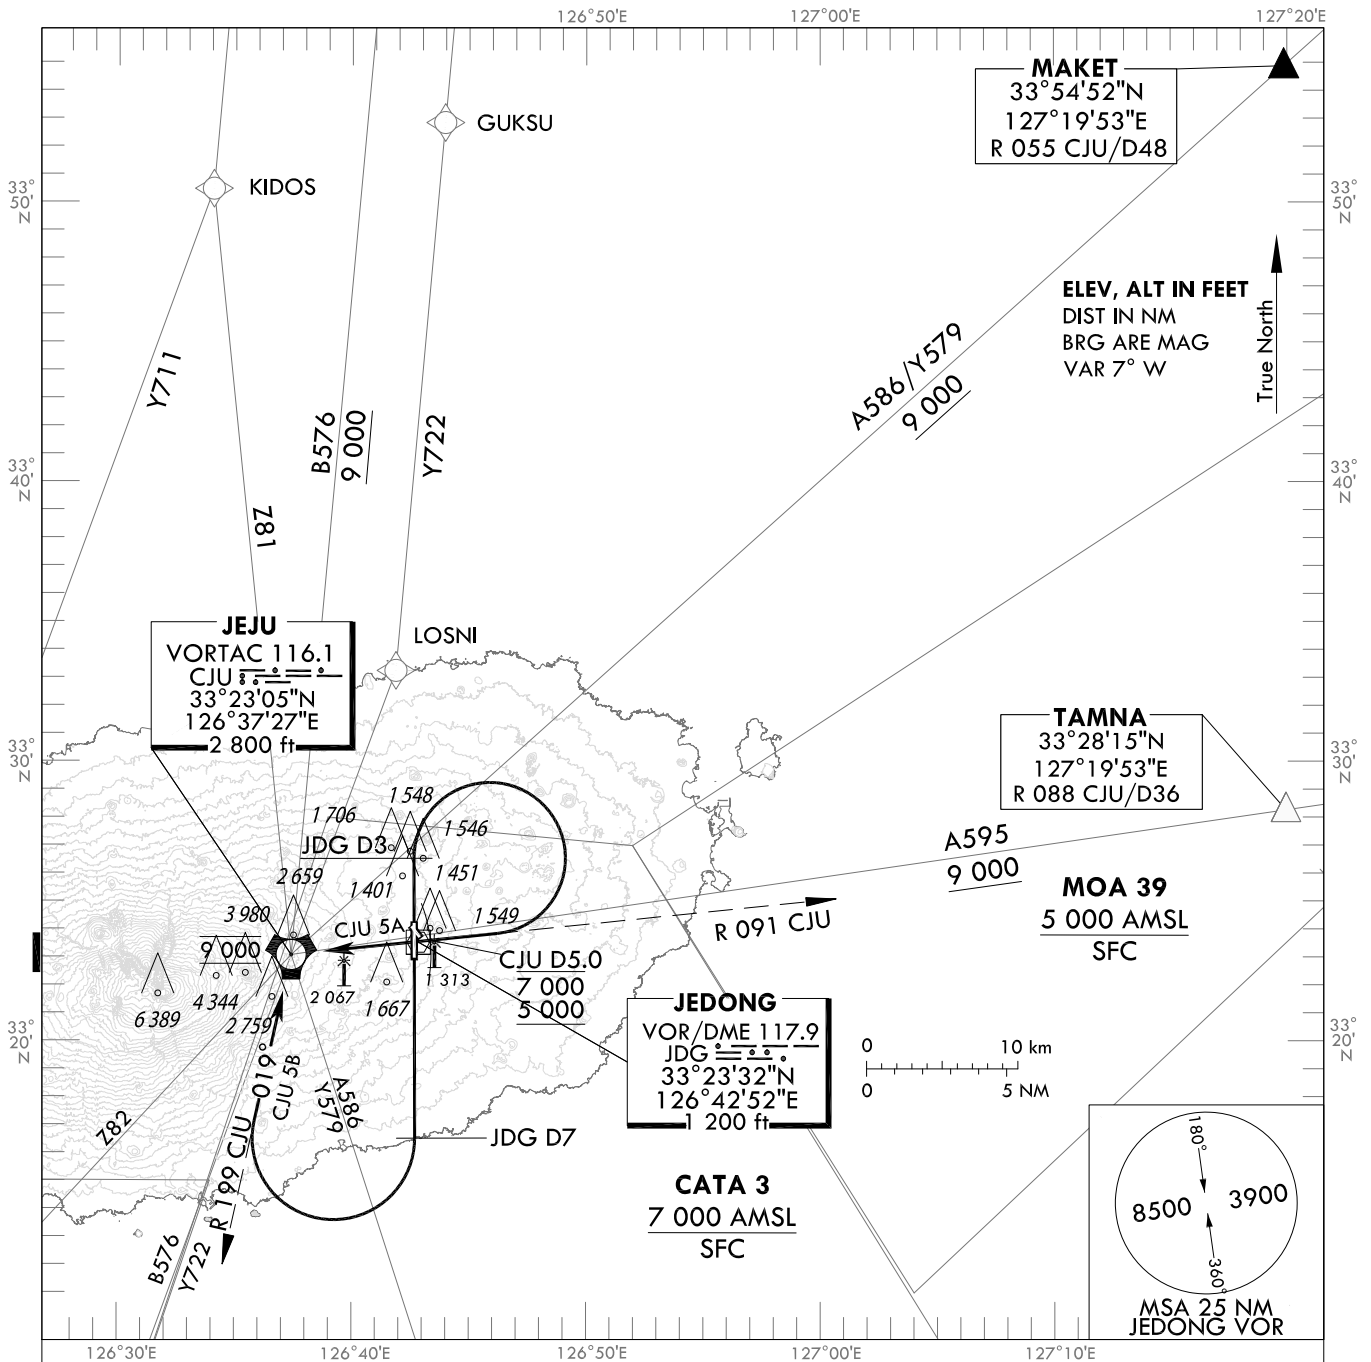 126°50'E
127°00'E
127°20'E
MAKET
33°54'52"N
127°19'53"E
R 055 CJU/D48
GUKSU
KIDOS
33°
50'
N
33°
50'
N
ELEV, ALT IN FEET
DIST IN NM
BRG ARE MAG
VAR 7° W
True North
Y711
B576
9 000
Y722
A586/Y579
9 000
33°
40'
N
33°
40'
N
Z81
JEJU
VORTAC 116.1
CJU
33°23'05"N
126°37'27"E
2 800 ft
LOSNI
33°
30'
N
33°
30'
N
TAMNA
33°28'15"N
127°19'53"E
R 088 CJU/D36
1 548
1 706
1 546
JDG D3
A595
9 000
2 659
1 401
1 451
MOA 39
5 000 AMSL
SFC
3 980
CJU 5A
1 549
R 091 CJU
9 000
CJU D5.0
7 000
5 000
1 313
4 344
2 067
1 667
6 389
2 759
JEDONG
VOR/DME 117.9
JDG
33°23'32"N
126°42'52"E
1 200 ft
33°
20'
N
33°
20'
N
0
10 km
0
5 NM
019°
CJU 5B
A586
Y579
Z82
R 199 CJU
JDG D7
CATA 3
7 000 AMSL
SFC
B576
Y722
180°
8500
3900
360°
MSA 25 NM
JEDONG VOR
126°30'E
126°40'E
126°50'E
127°00'E
127°10'E